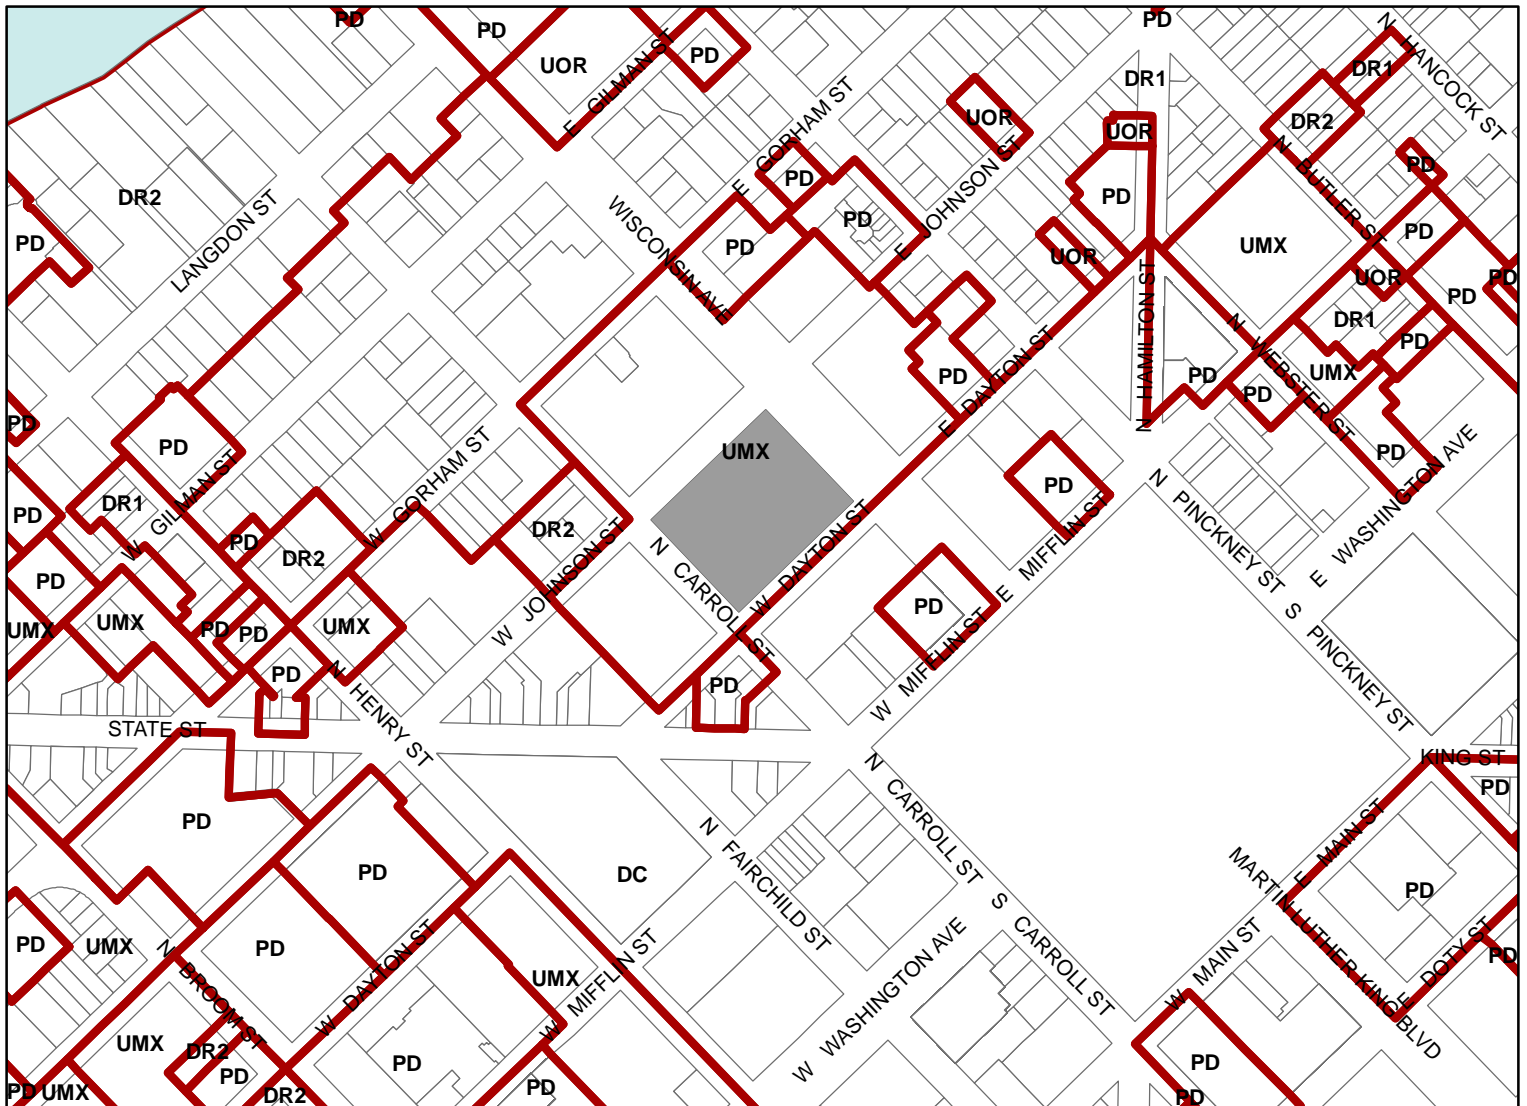 PD
PD
PD
N HANCOCK ST
UOR
E GILMAN ST
PD
DR1
DR1
E GORHAM ST
UOR
UOR
DR2
N BUTLER ST
PD
DR2
LANGDON ST
PD
PD
WISCONSIN AVE
PD
PD
E JOHNSON ST
PD
PD
UOR
UMX
PD
UOR
PD
PD
N HAMILTON ST
DR1
N WEBSTER ST
PD
UMX
E DAYTON ST
PD
PD
PD
PD
PD
W GILMAN ST
W GORHAM ST
UMX
PD
E WASHINGTON AVE
DR1
PD
PD
DR2
N PINCKNEY ST
PD
DR2
W JOHNSON ST
N CARROLL ST
W DAYTON ST
E MIFFLIN ST
PD
UMX
UMX
PD
PD
UMX
PD
W MIFFLIN ST
S PINCKNEY ST
PD
N HENRY ST
PD
STATE ST
KING ST
PD
PD
N CARROLL ST
N FAIRCHILD ST
E MAIN ST
PD
DC
MARTIN LUTHER KING BLVD
PD
S CARROLL ST
PD
UMX
PD
N BROOM ST
W DAYTON ST
W MIFFLIN ST
UMX
W WASHINGTON AVE
W MAIN ST
E DOTY ST
PD
UMX
DR2
PD
PD
PD
PD
PD
UMX
DR2
PD